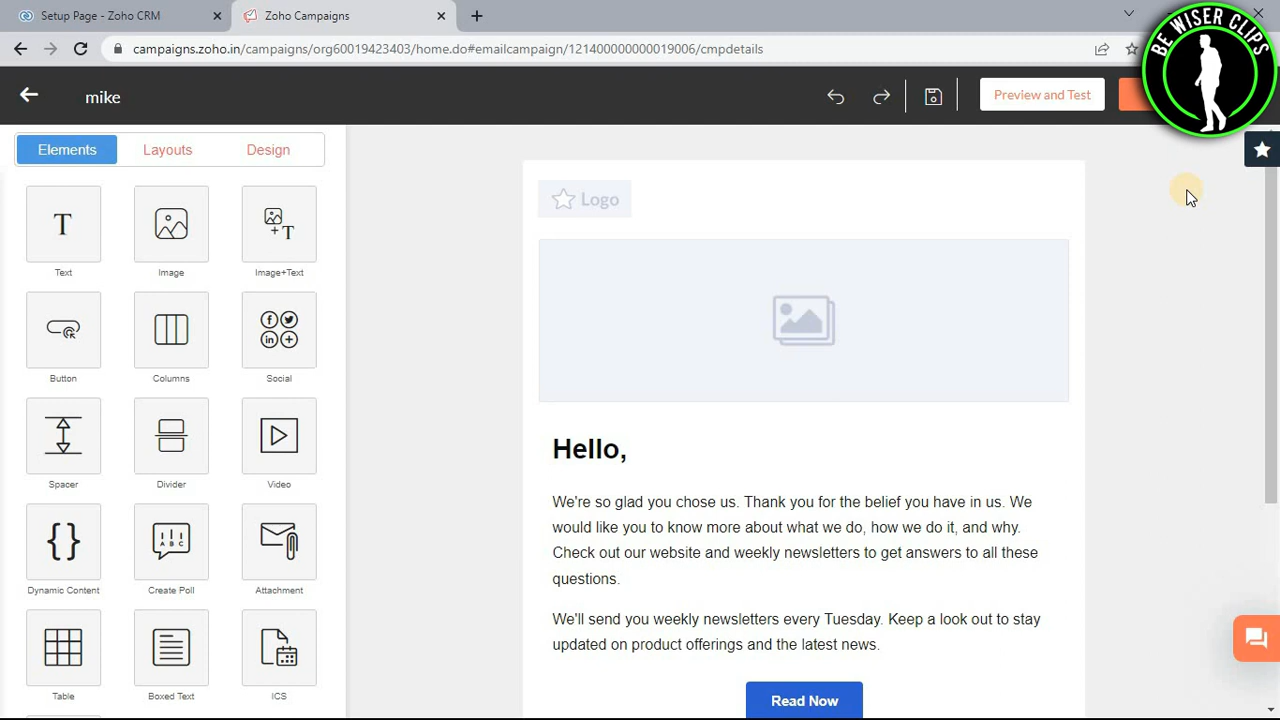 Setup Page - Zoho CRM
Zoho Campaigns
campaigns.zoho.in/campaigns/org60019423403/home.do#emailcampaign/121400000000019006/cmpdetails
BE WISER CLIPS
mike
Preview and Test
Elements
Layouts
Design
Logo
T
Text
Image
+T
Image+Text
Button
Columns
Social
Spacer
Divider
Video
{}
A B C
Dynamic Content
Create Poll
Attachment
Table
Boxed Text
ICS
Hello,
We're so glad you chose us. Thank you for the belief you have in us. We
would like you to know more about what we do, how we do it, and why.
Check out our website and weekly newsletters to get answers to all these
questions.
We'll send you weekly newsletters every Tuesday. Keep a look out to stay
updated on product offerings and the latest news.
Read Now